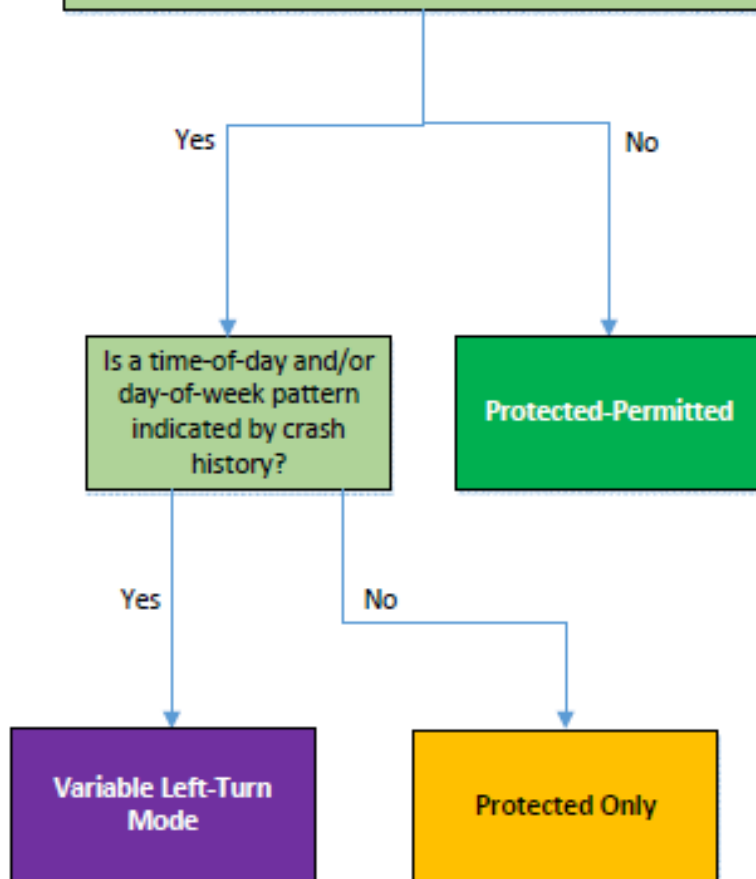 Yes
No
Is a time-of-day and/or
day-of-week pattern
indicated by crash
history?
Protected-Permitted
Yes
No
Variable Left-Turn
Mode
Protected Only